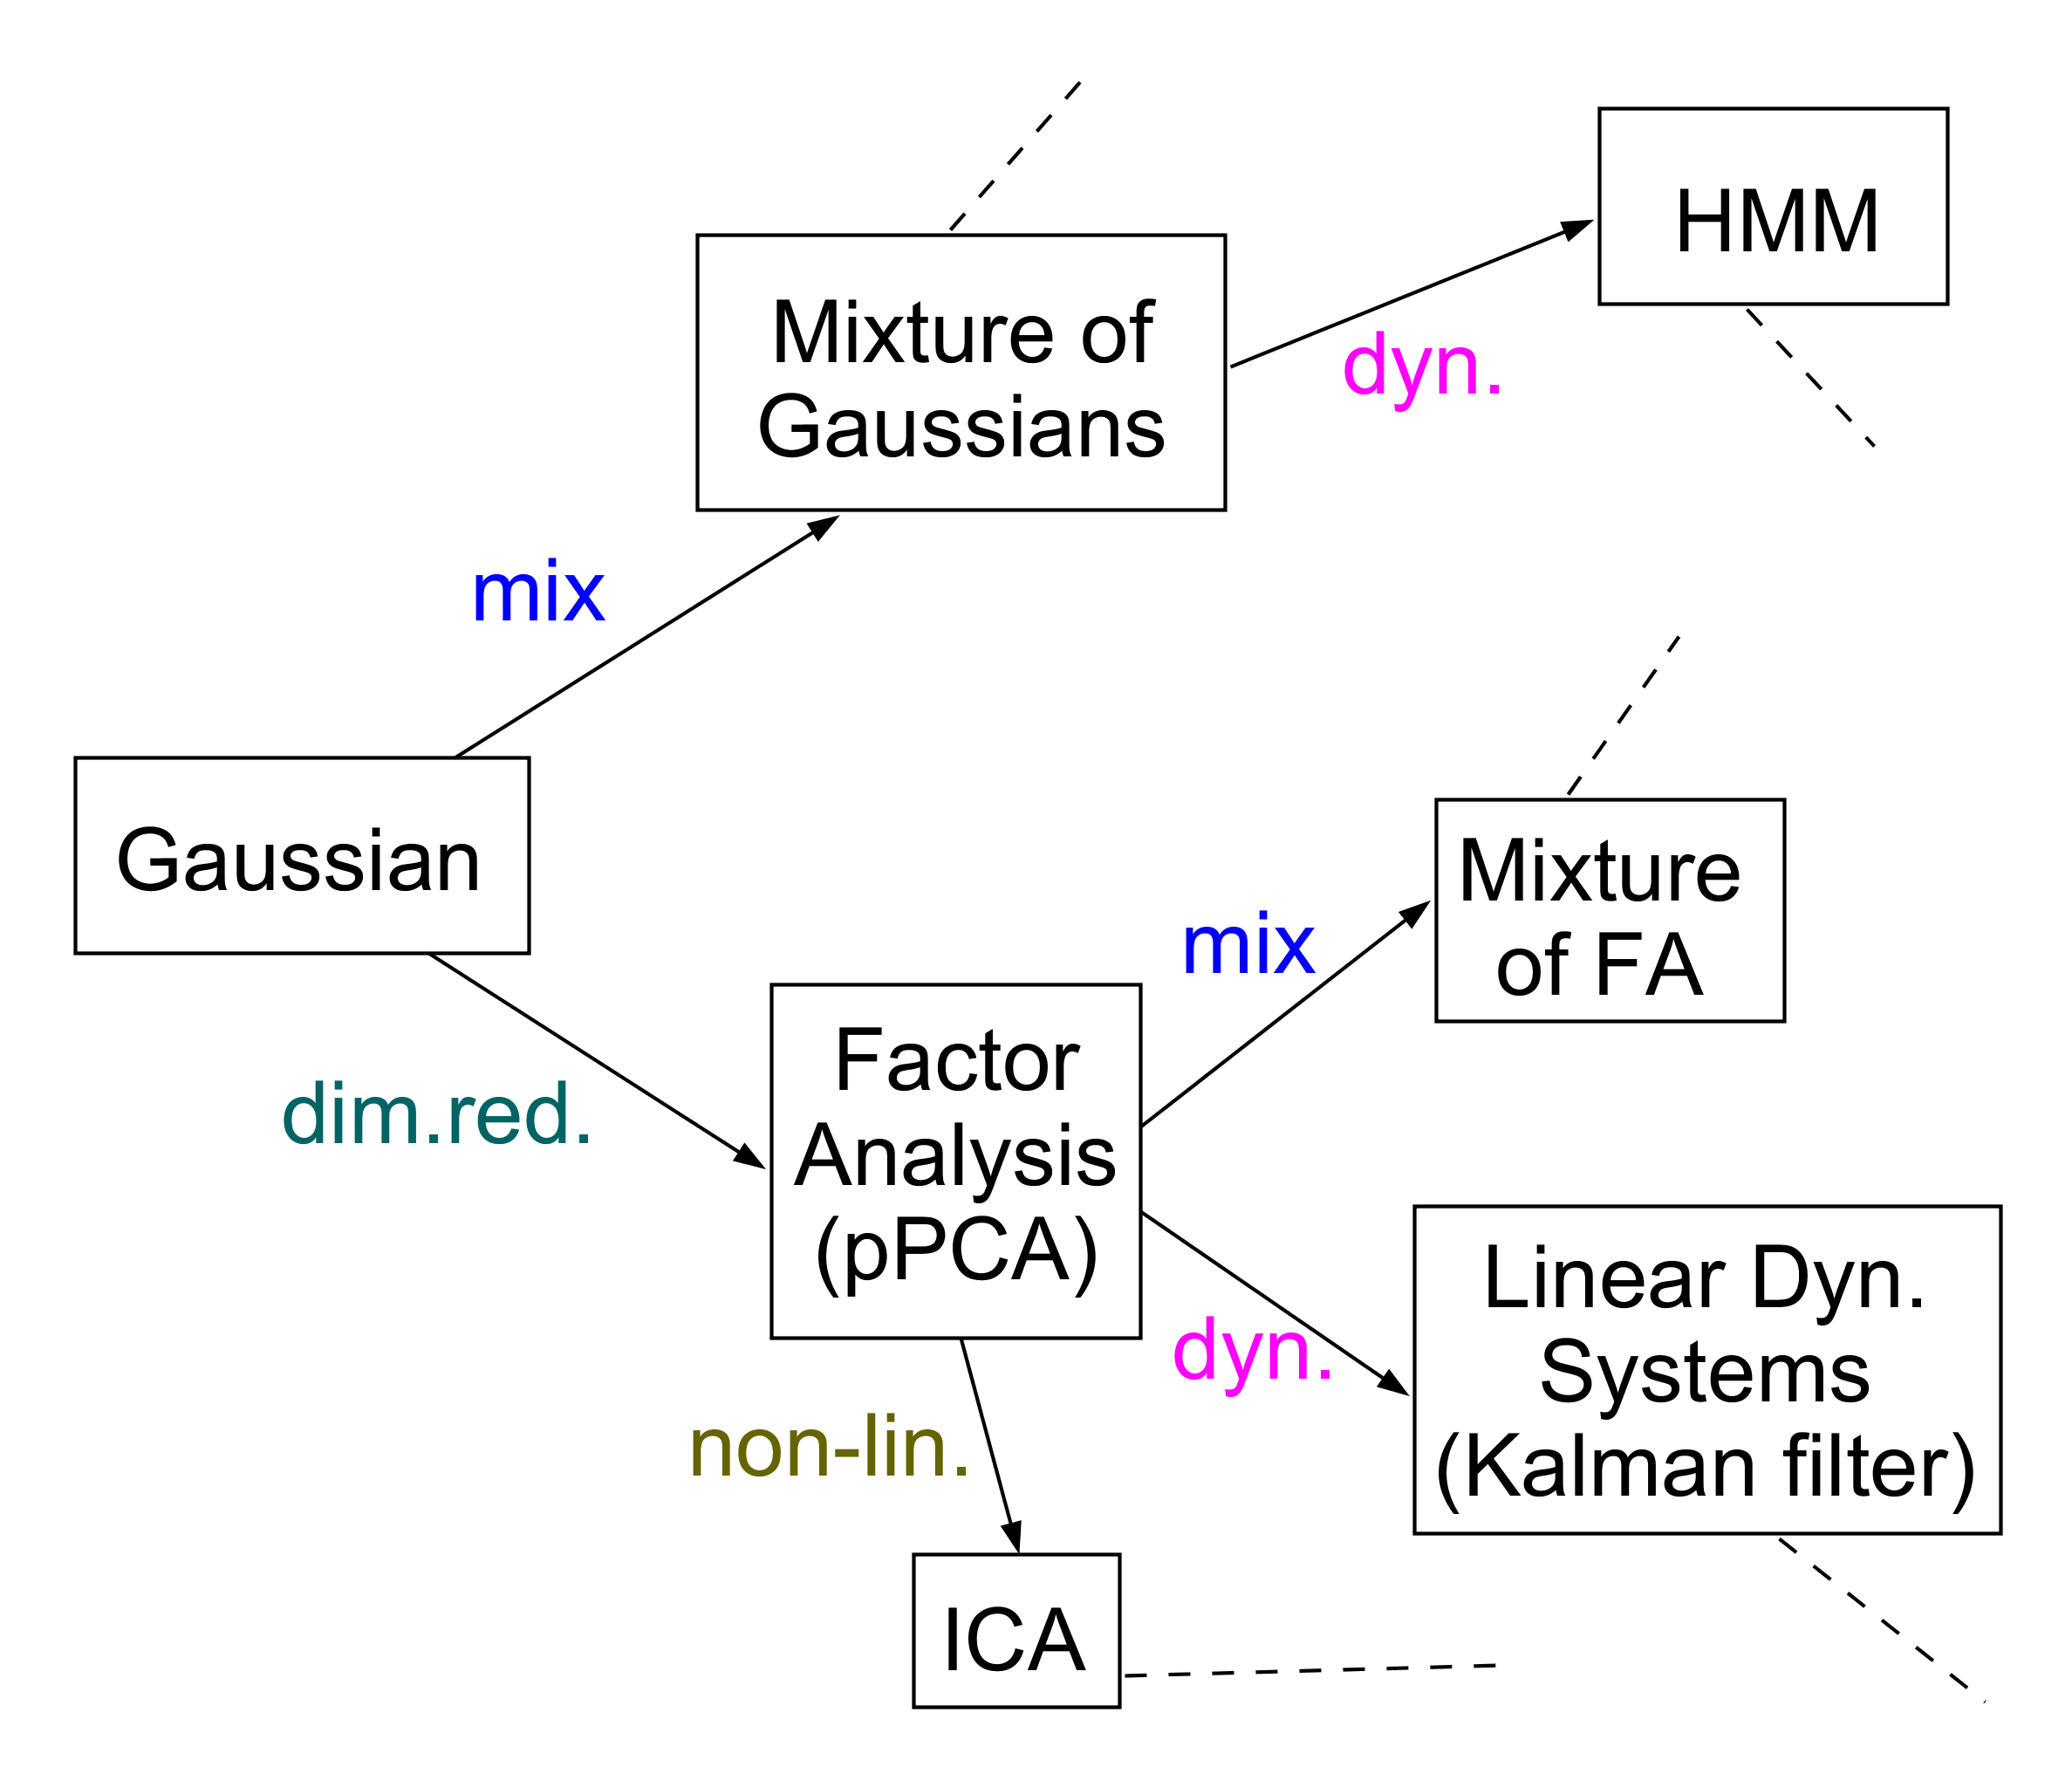 HMM
Mixture of
Gaussians
dyn.
mix
Gaussian
Mixture
of FA
mix
Factor
Analysis
(pPCA)
dim.red.
Linear Dyn.
Systems
(Kalman filter)
dyn.
non-lin.
ICA